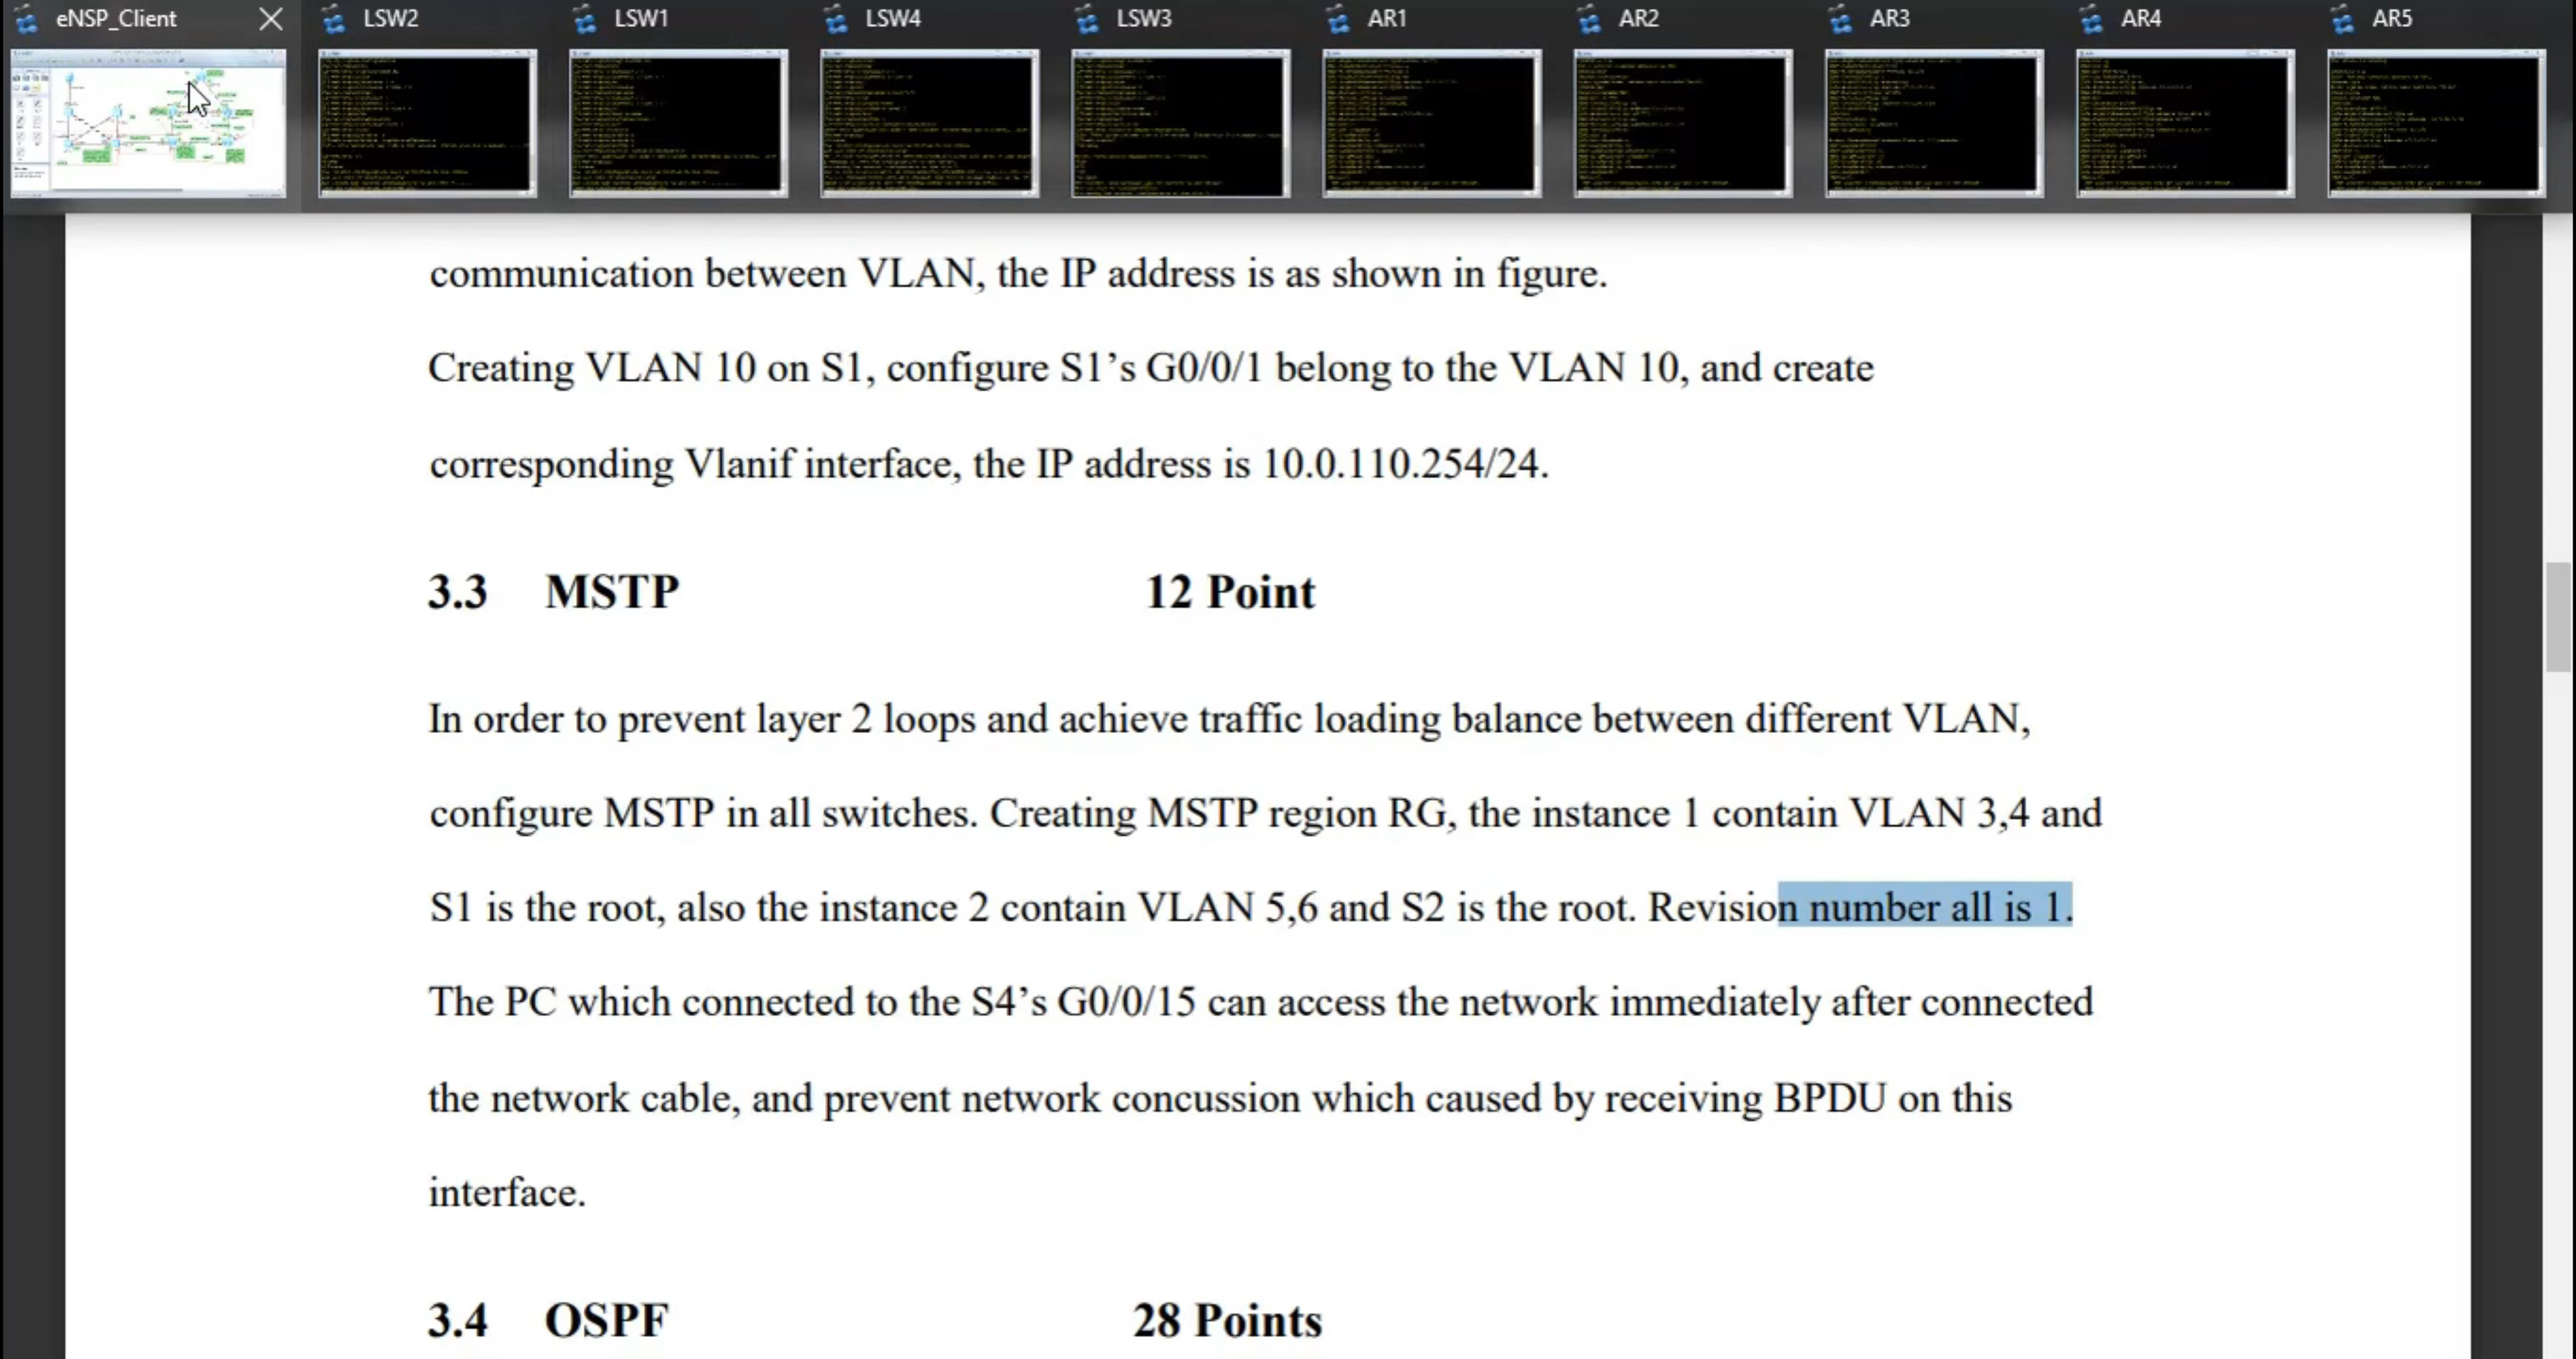 eNSP_Client
LSW2
LSW1
LSW4
LSW3
AR1
AR2
AR3
AR4
AR5
communication between VLAN, the IP address is as shown in figure.
Creating VLAN 10 on S1, configure S1’s G0/0/1 belong to the VLAN 10, and create
corresponding Vlanif interface, the IP address is 10.0.110.254/24.
3.3 MSTP 12 Point
In order to prevent layer 2 loops and achieve traffic loading balance between different VLAN,
configure MSTP in all switches. Creating MSTP region RG, the instance 1 contain VLAN 3,4 and
S1 is the root, also the instance 2 contain VLAN 5,6 and S2 is the root. Revision number all is 1.
The PC which connected to the S4’s G0/0/15 can access the network immediately after connected
the network cable, and prevent network concussion which caused by receiving BPDU on this
interface.
3.4 OSPF 28 Points